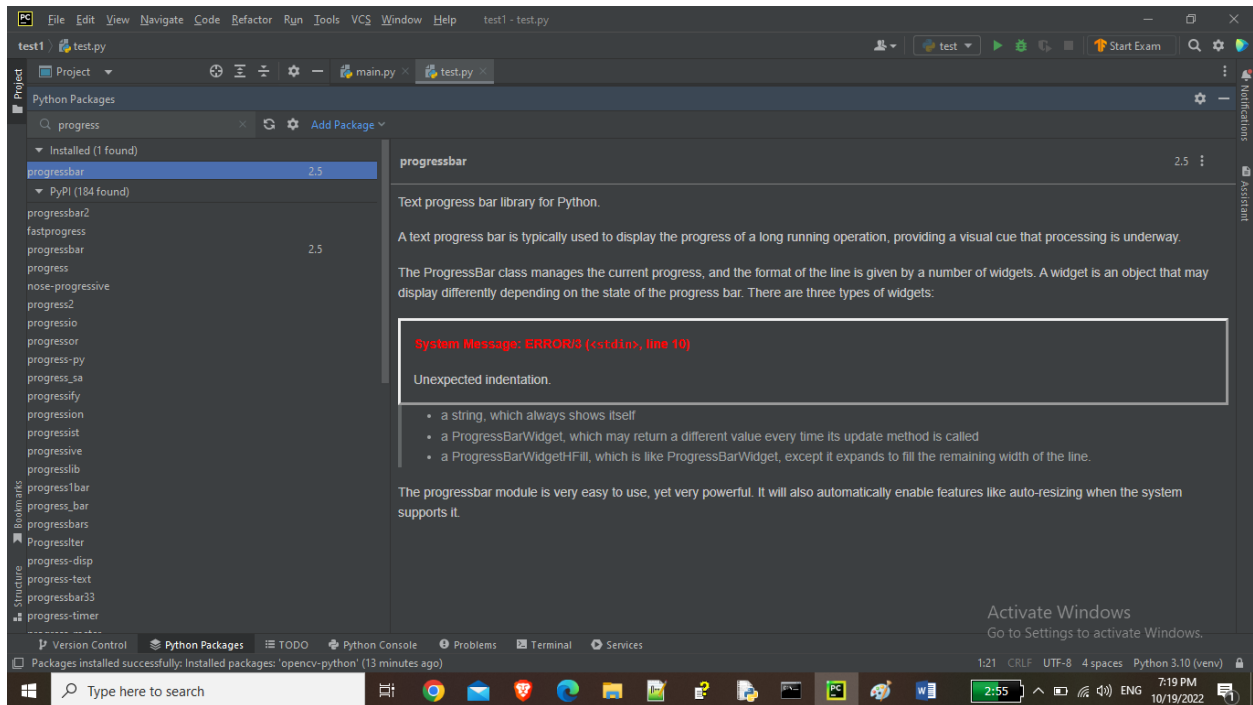 PC File Edit View Navigate Code Refactor Run Tools VCS Window Help test1 - test.py
test1 test.py test Start Exam
Project main.py test.py
Python Packages
progress Add Package
Installed (1 found)
progressbar 2.5
PyPI (184 found)
progressbar2
fastprogress
progressbar 2.5
progress
nose-progressive
progress2
progressio
progressor
progress-py
progress_sa
progressify
progression
progressist
progressive
progresslib
progress1bar
progress_bar
progressbars
ProgressIter
progress-disp
progress-text
progressbar33
progress-timer
progressbar 2.5
Text progress bar library for Python.
A text progress bar is typically used to display the progress of a long running operation, providing a visual cue that processing is underway.
The ProgressBar class manages the current progress, and the format of the line is given by a number of widgets. A widget is an object that may
display differently depending on the state of the progress bar. There are three types of widgets:
System Message: ERROR/3 (<stdin>, line 10)
Unexpected indentation.
• a string, which always shows itself
• a ProgressBarWidget, which may return a different value every time its update method is called
• a ProgressBarWidgetHFill, which is like ProgressBarWidget, except it expands to fill the remaining width of the line.
The progressbar module is very easy to use, yet very powerful. It will also automatically enable features like auto-resizing when the system
supports it.
Project
Bookmarks
Structure
Notifications
Assistant
Activate Windows
Go to Settings to activate Windows.
Version Control Python Packages TODO Python Console Problems Terminal Services
Packages installed successfully: Installed packages: 'opencv-python' (13 minutes ago) 1:21 CRLF UTF-8 4 spaces Python 3.10 (venv)
Type here to search PC 2:55 ENG 7:19 PM
10/19/2022